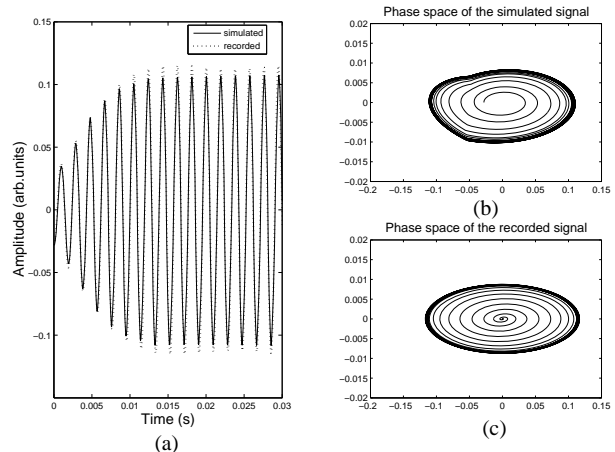 simulated
recorded
0.15
0.1
0.05
0
−0.05
−0.1
Amplitude (arb.units)
0 0.005 0.01 0.015 0.02 0.025 0.03
Time (s)
(a)
Phase space of the simulated signal
0.02
0.015
0.01
0.005
0
−0.005
−0.01
−0.015
−0.02
−0.2 −0.15 −0.1 −0.05 0 0.05 0.1 0.15
(b)
Phase space of the recorded signal
0.02
0.015
0.01
0.005
0
−0.005
−0.01
−0.015
−0.02
−0.2 −0.15 −0.1 −0.05 0 0.05 0.1 0.15
(c)